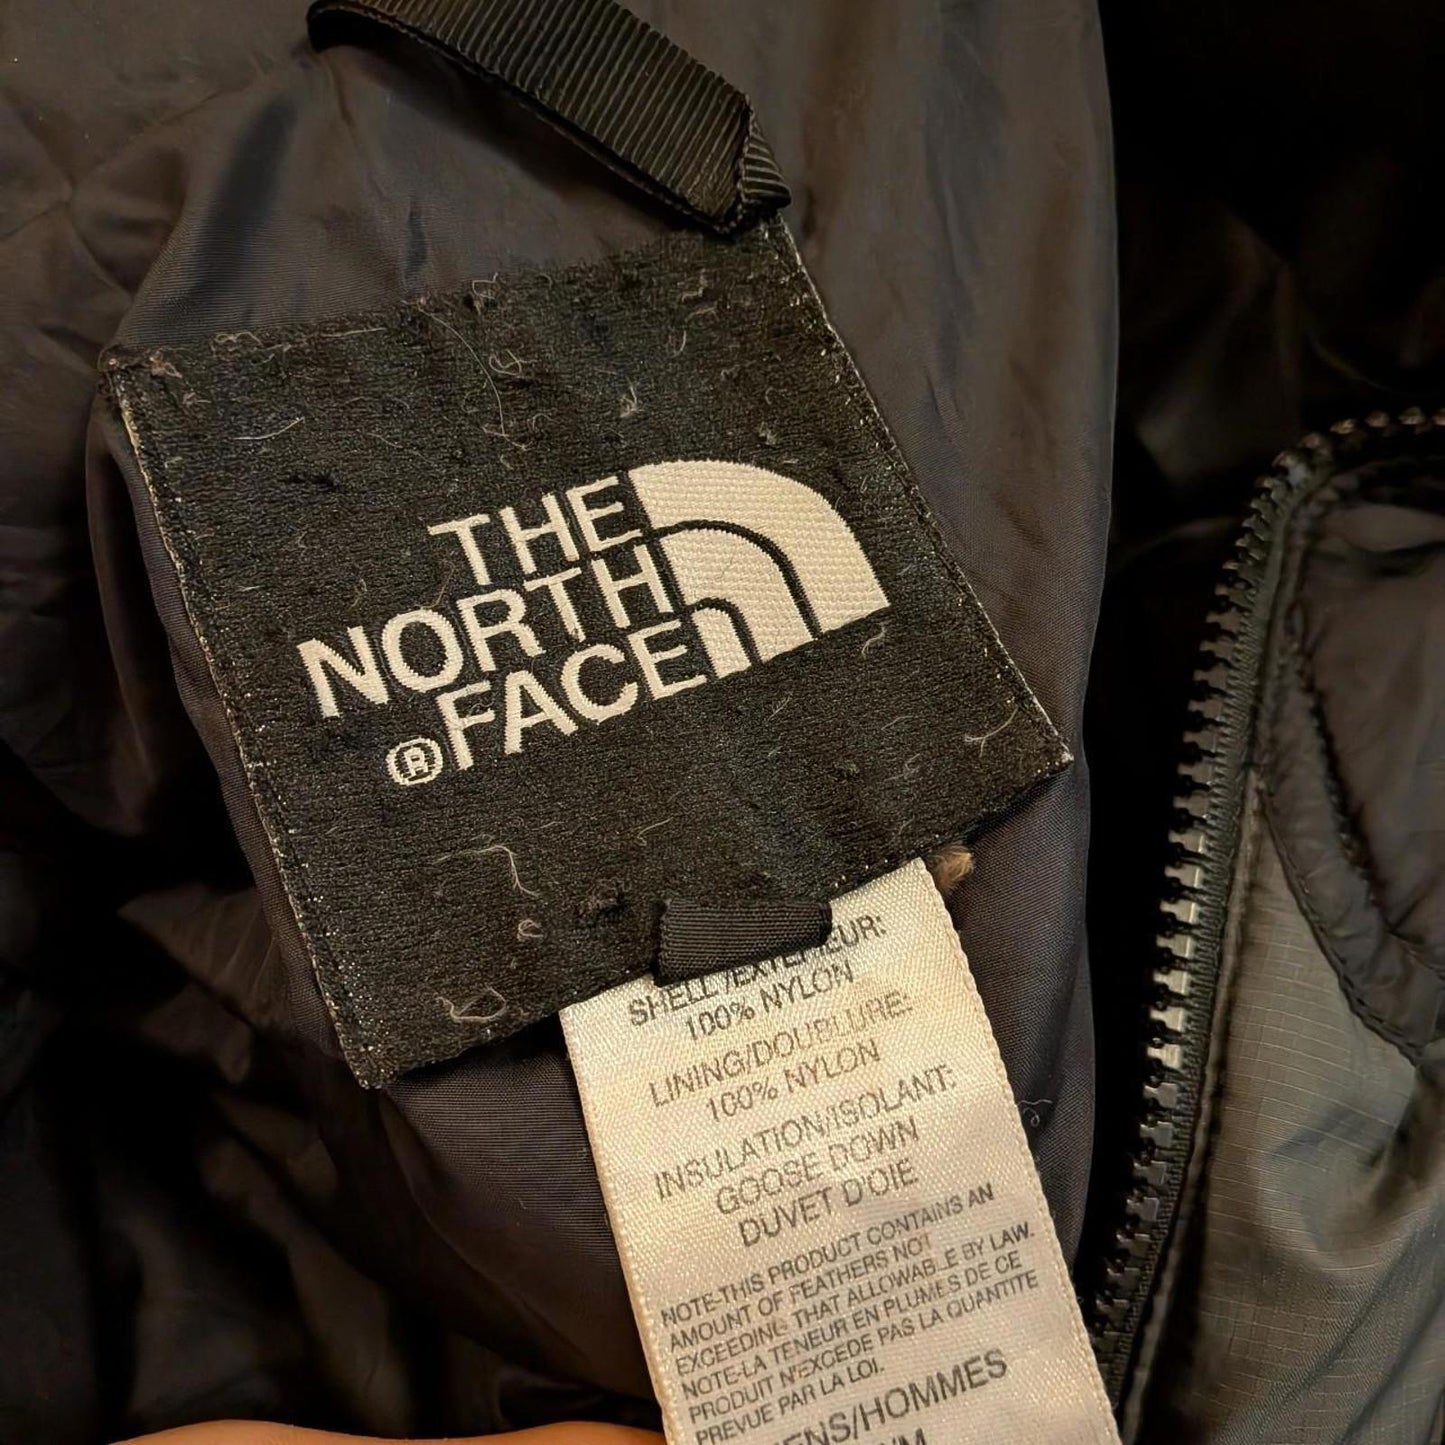 THE
NORTH
FACE
®
SHELL/EXTERIEUR:
100% NYLON
LINING/DOUBLURE:
100% NYLON
INSULATION/ISOLANT:
GOOSE DOWN
DUVET D'OIE
NOTE-THIS PRODUCT CONTAINS AN
AMOUNT OF FEATHERS NOT
EXCEEDING THAT ALLOWABLE BY LAW.
NOTE-LA TENEUR EN PLUMES DE CE
PRODUIT N'EXCEDE PAS LA QUANTITE
PREVUE PAR LA LOI.
MENS/HOMMES